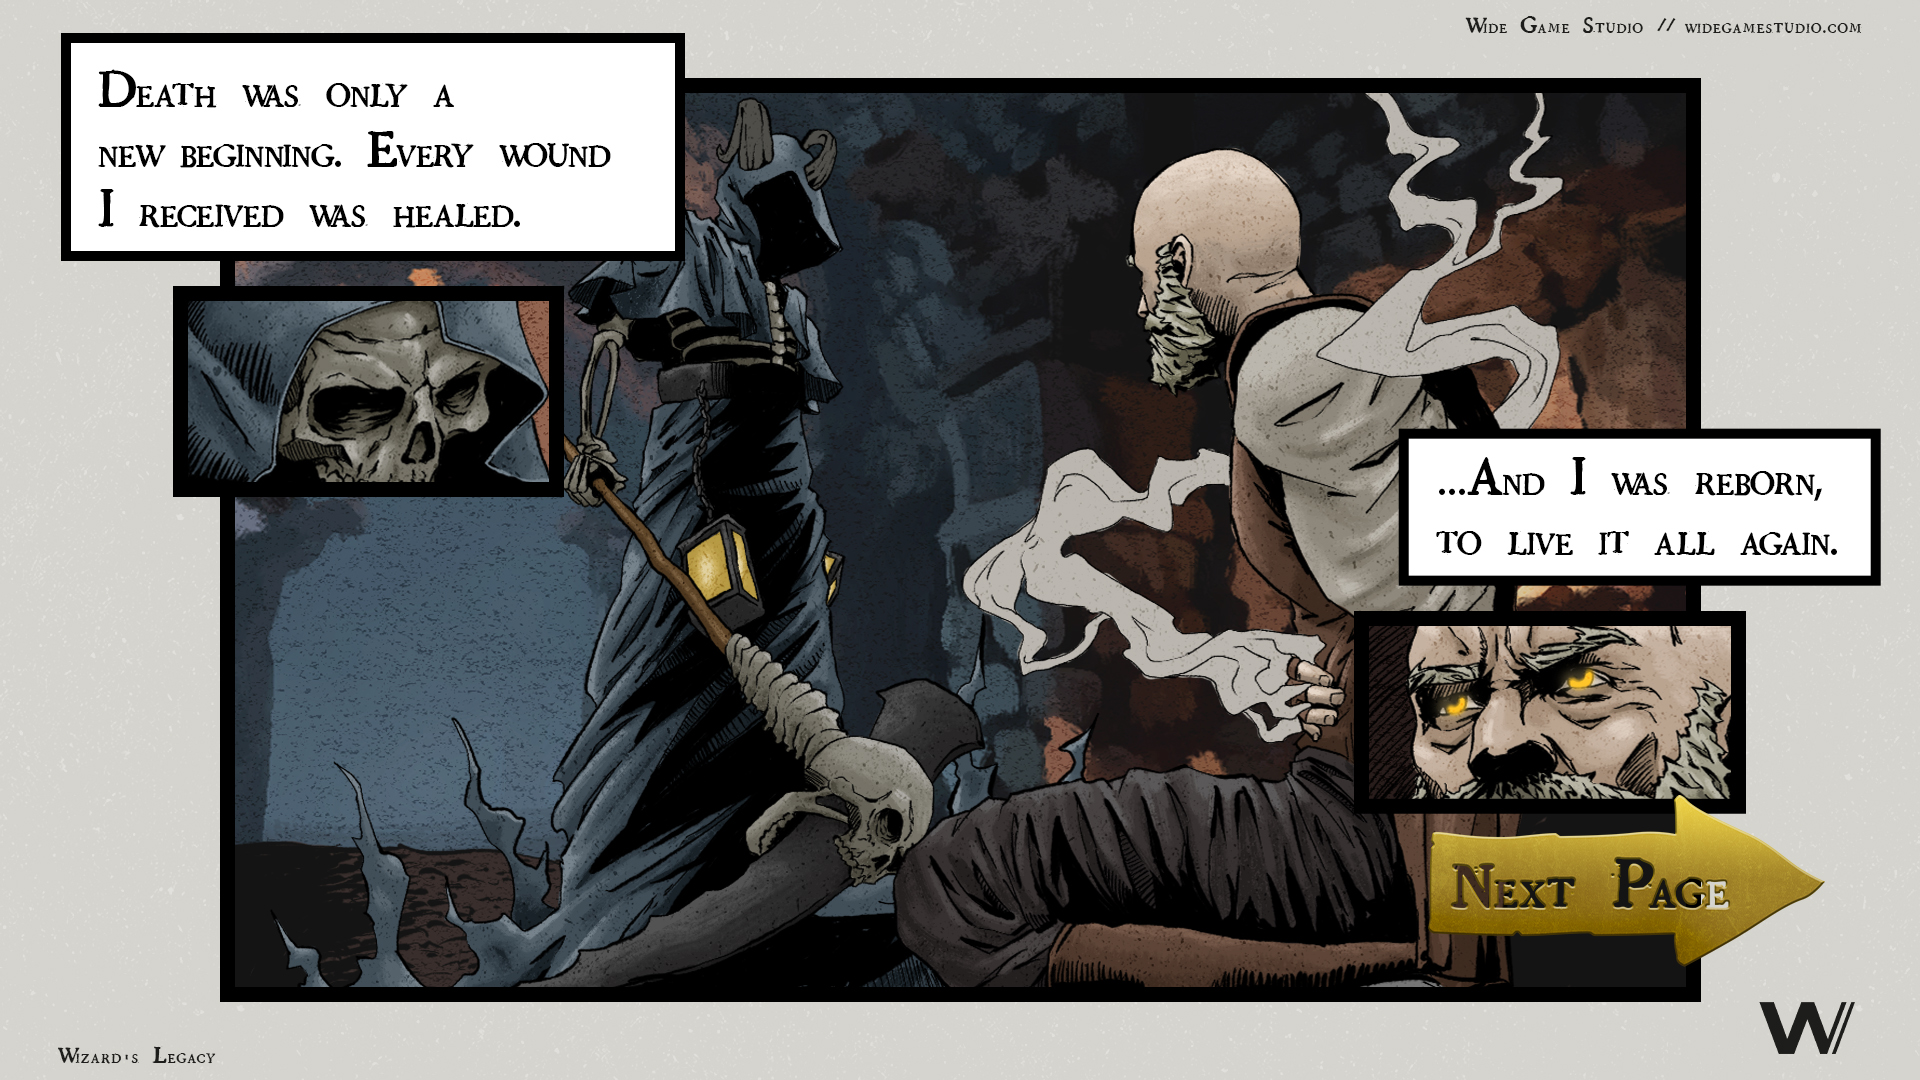 Wide Game Studio // widegamestudio.com
Death was only a
new beginning. Every wound
I received was healed.
...And I was reborn,
to live it all again.
Next Page
W//
Wizard's Legacy